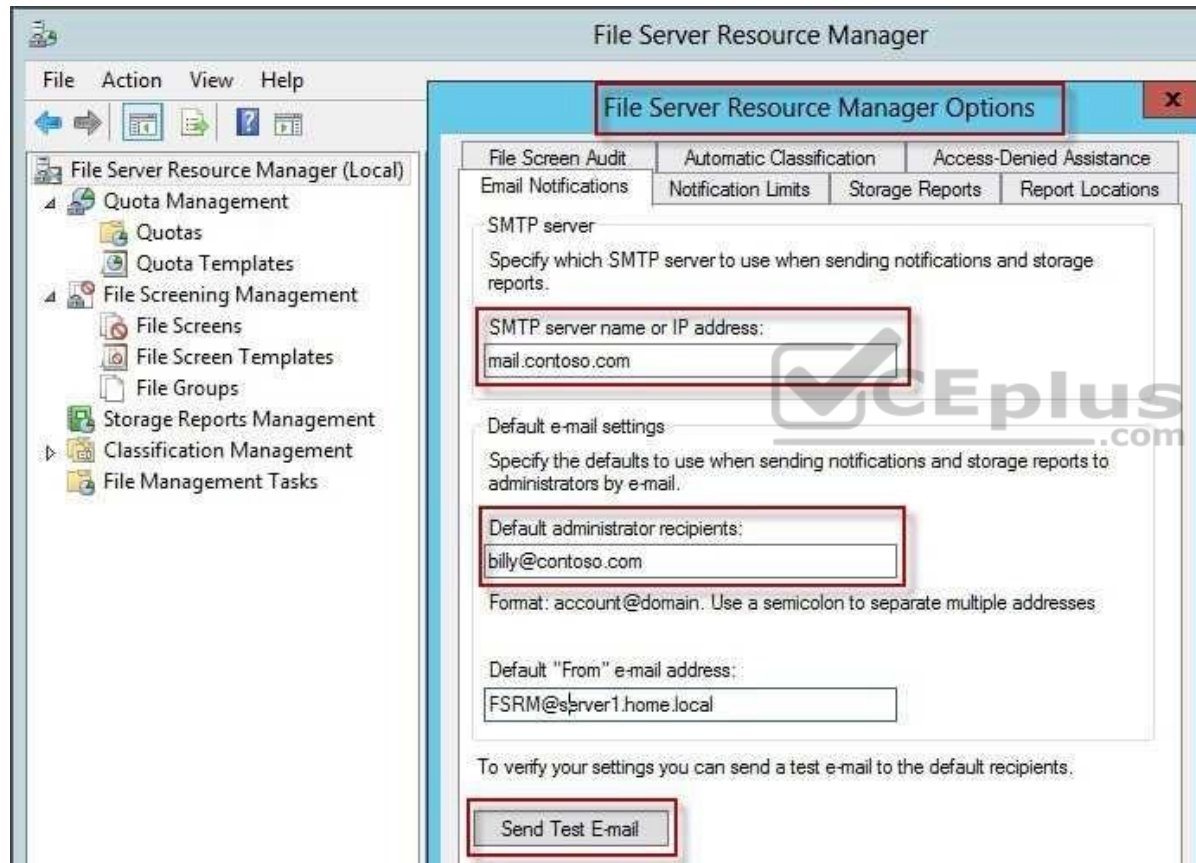 File Server Resource Manager
File Action View Help
File Server Resource Manager (Local)
Quota Management
Quotas
Quota Templates
File Screening Management
File Screens
File Screen Templates
File Groups
Storage Reports Management
Classification Management
File Management Tasks
File Server Resource Manager Options
x
File Screen Audit Automatic Classification Access-Denied Assistance
Email Notifications Notification Limits Storage Reports Report Locations
SMTP server
Specify which SMTP server to use when sending notifications and storage
reports.
SMTP server name or IP address:
mail.contoso.com
CEplus
.com
Default e-mail settings
Specify the defaults to use when sending notifications and storage reports to
administrators by e-mail.
Default administrator recipients:
billy@contoso.com
Format: account@domain. Use a semicolon to separate multiple addresses
Default "From" e-mail address:
FSRM@server1.home.local
To verify your settings you can send a test e-mail to the default recipients.
Send Test E-mail